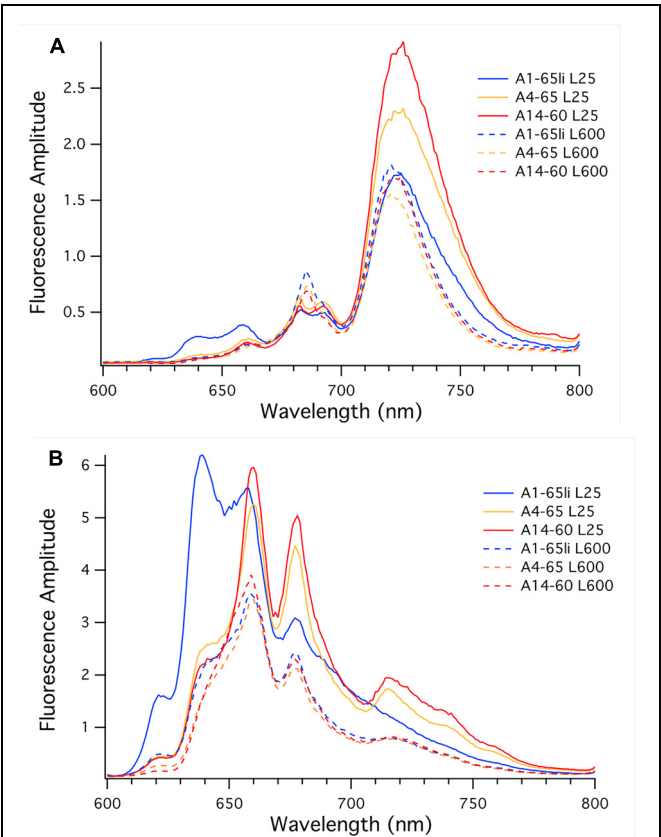 A
Fluorescence Amplitude
2.5
2.0
1.5
1.0
0.5
A1-65li L25
A4-65 L25
A14-60 L25
A1-65li L600
A4-65 L600
A14-60 L600
600 650 700 750 800
Wavelength (nm)
B
Fluorescence Amplitude
6
5
4
3
2
1
A1-65li L25
A4-65 L25
A14-60 L25
A1-65li L600
A4-65 L600
A14-60 L600
600 650 700 750 800
Wavelength (nm)